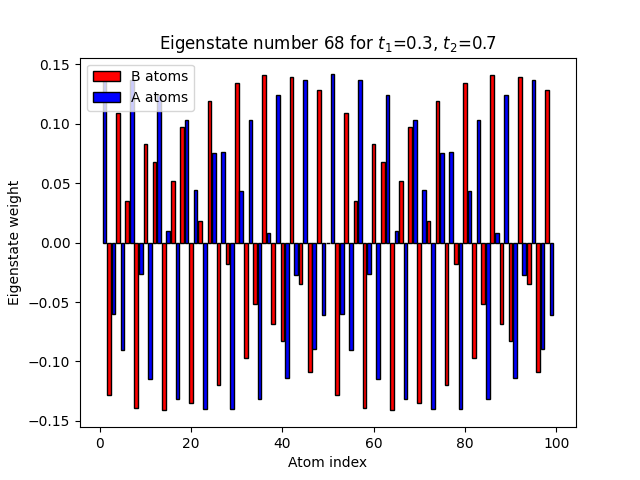 Eigenstate number 68 for t₁=0.3, t₂=0.7
B atoms
A atoms
0.15
0.10
0.05
0.00
−0.05
−0.10
−0.15
Eigenstate weight
0 20 40 60 80 100
Atom index